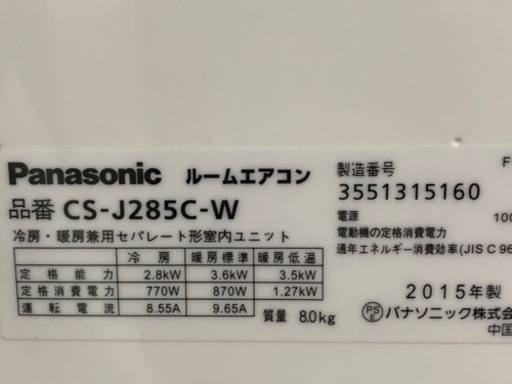 Panasonic ルームエアコン
品番 CS-J285C-W
冷房・暖房兼用セパレート形室内ユニット
冷房 暖房標準 暖房低温
定格能力 2.8kW 3.6kW 3.5kW
定格消費電力 770W 870W 1.27kW
運転電流 8.55A 9.65A
質量 8.0kg
F
製造番号
3551315160
電源 100
電動機の定格消費電力
通年エネルギー消費効率(JIS C 96
PS E
2015年製
パナソニック株式会
中国